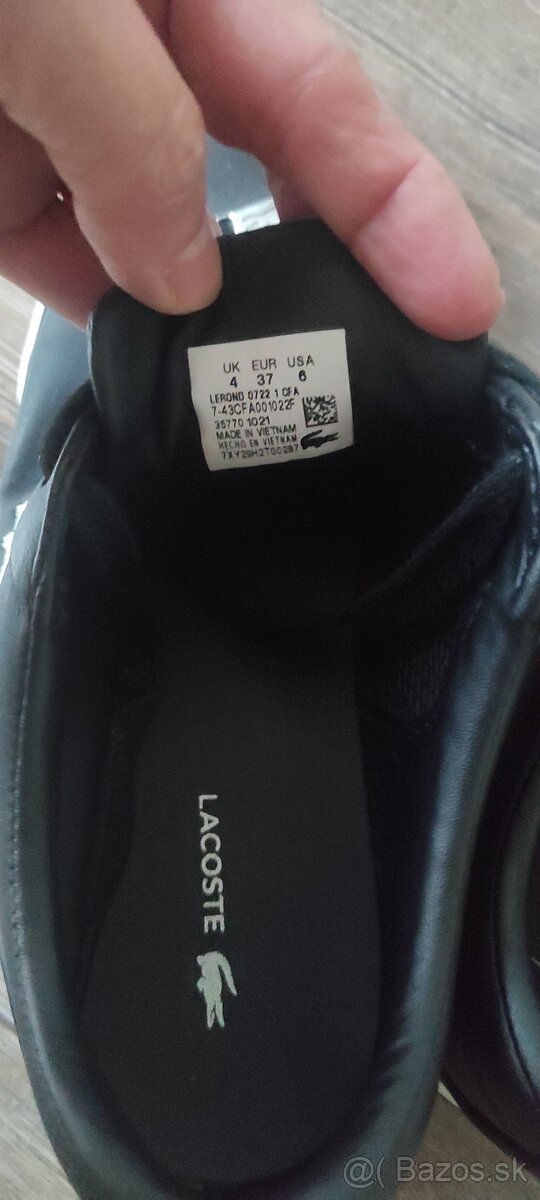 UK EUR USA
4 37 6
LEROND 0722 1 CFA
7-43CFA001022F
35770 1021
MADE IN VIETNAM
HECHO EN VIETNAM
7XY29H2T00287
LACOSTE
@( Bazos.sk